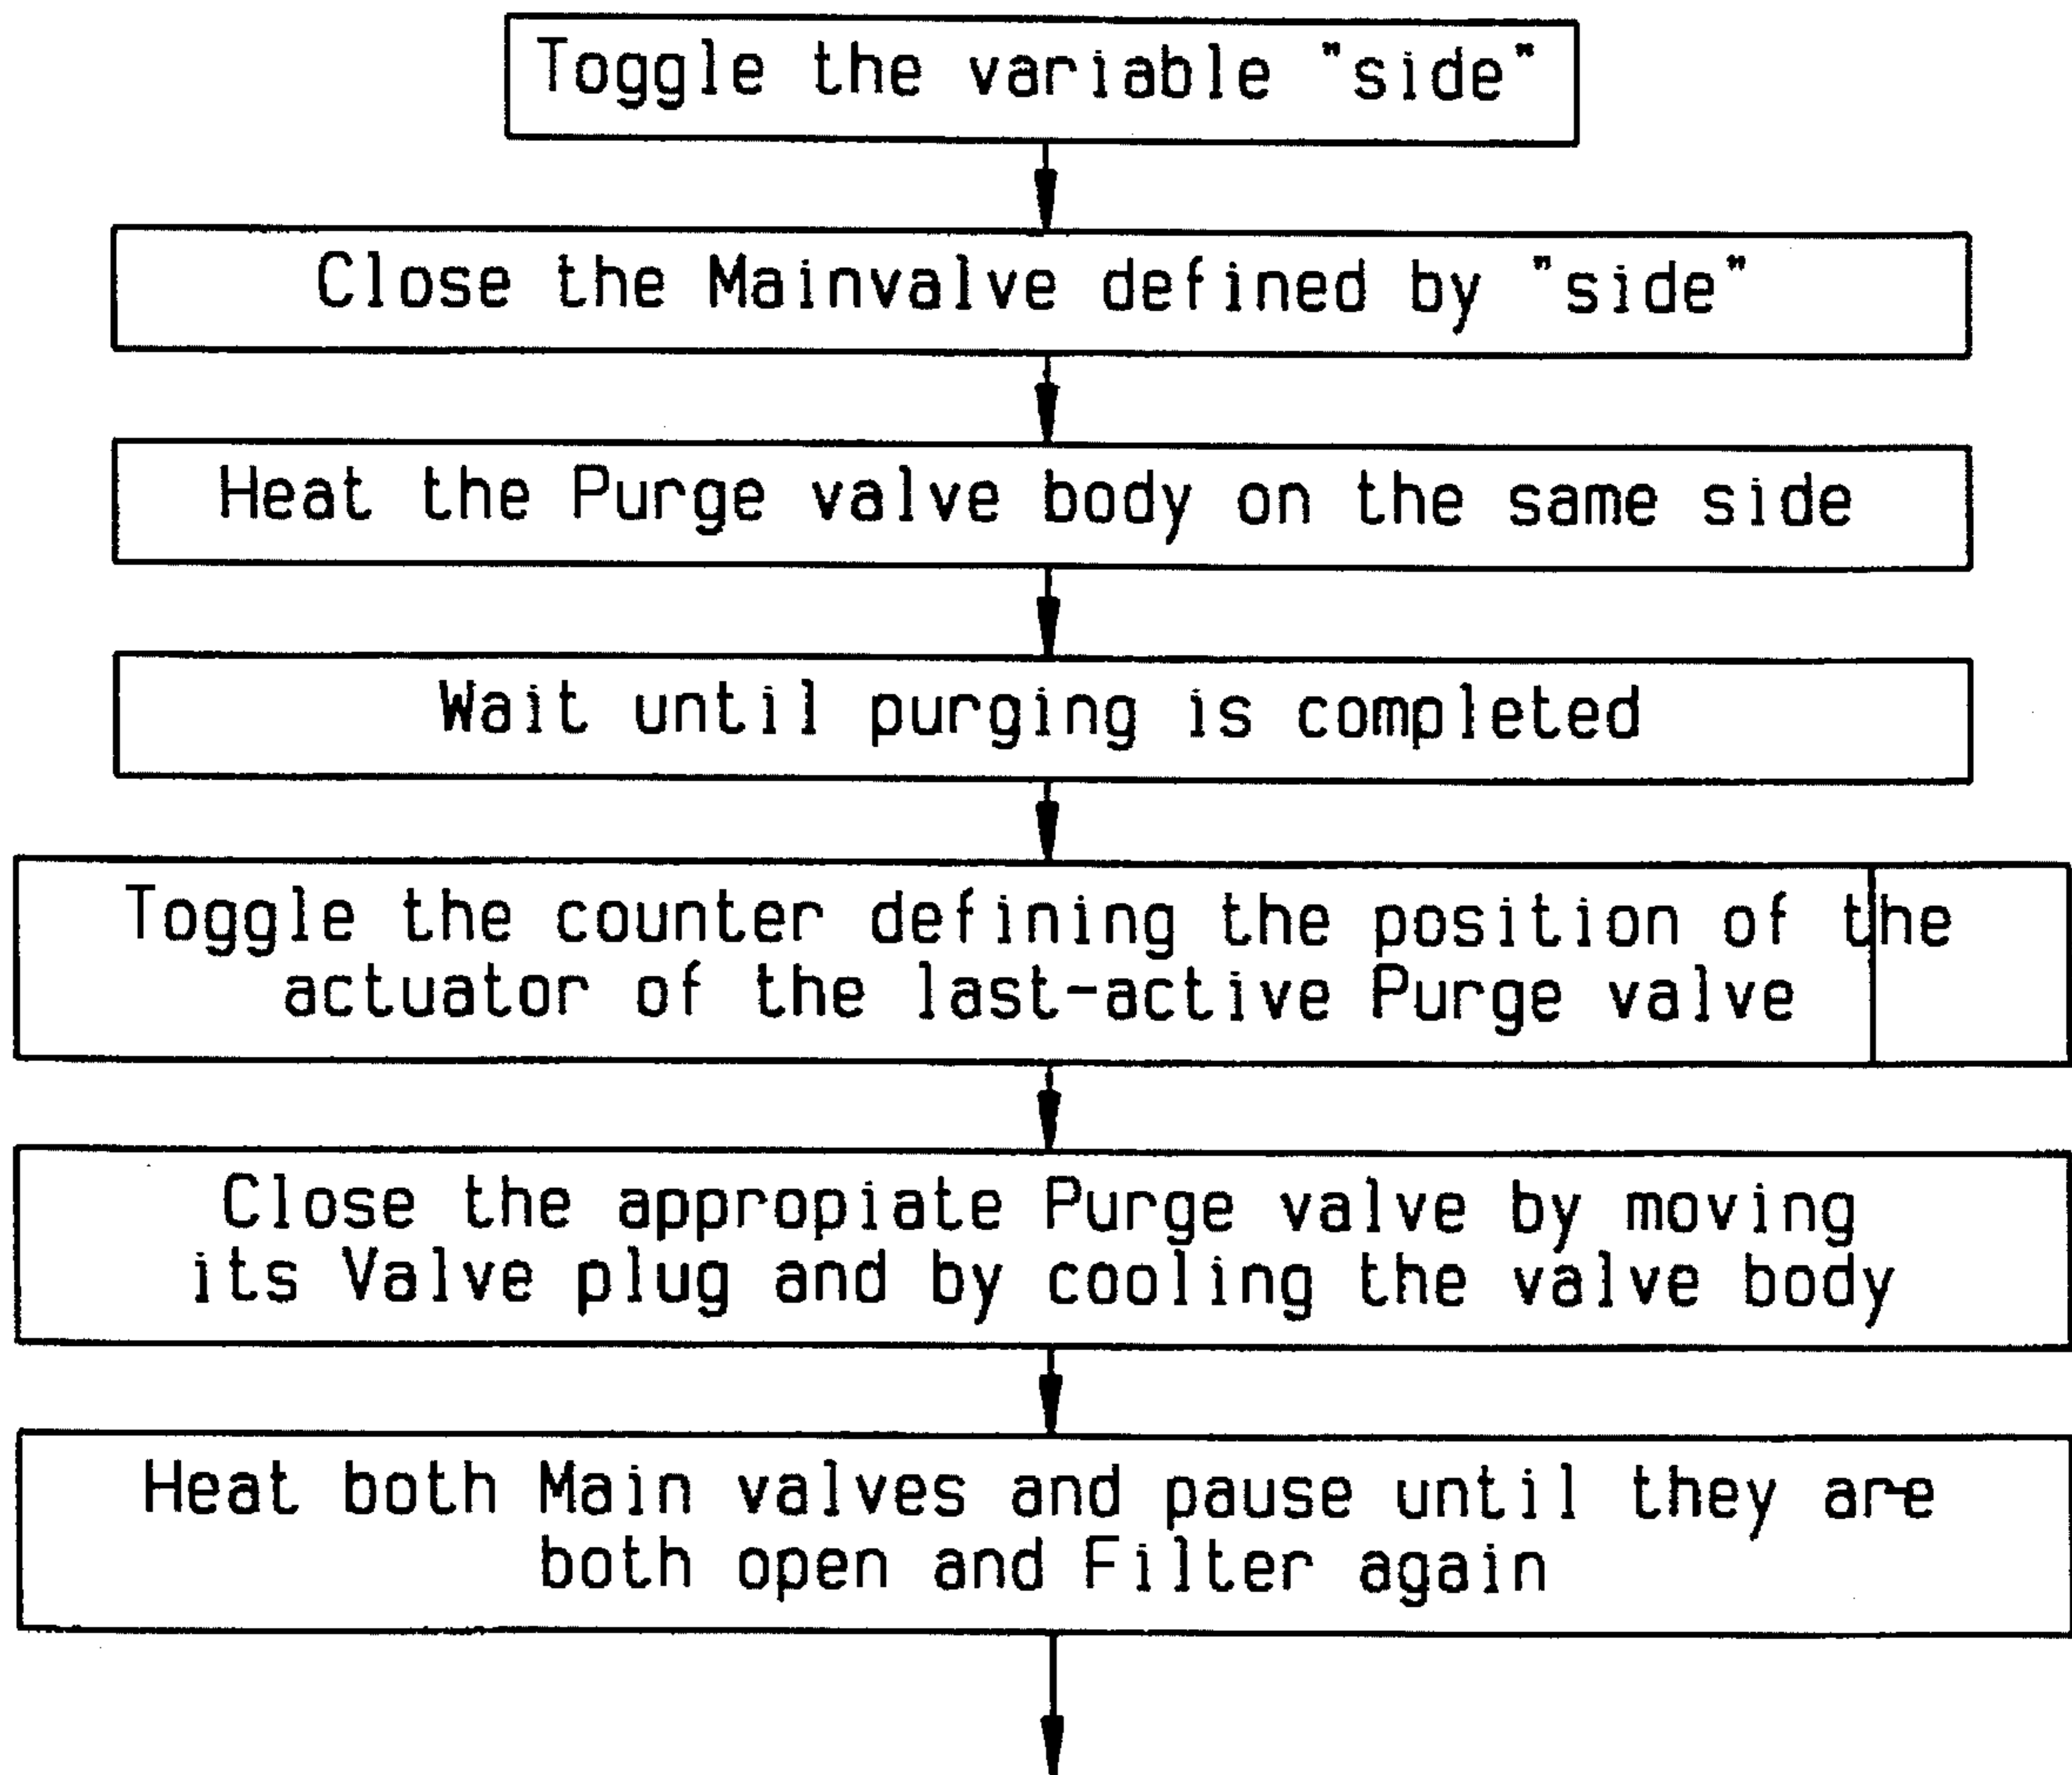 Toggle the variable "side"
Close the Mainvalve defined by "side"
Heat the Purge valve body on the same side
Wait until purging is completed
Toggle the counter defining the position of the
actuator of the last-active Purge valve
Close the appropiate Purge valve by moving
its Valve plug and by cooling the valve body
Heat both Main valves and pause until they are
both open and Filter again